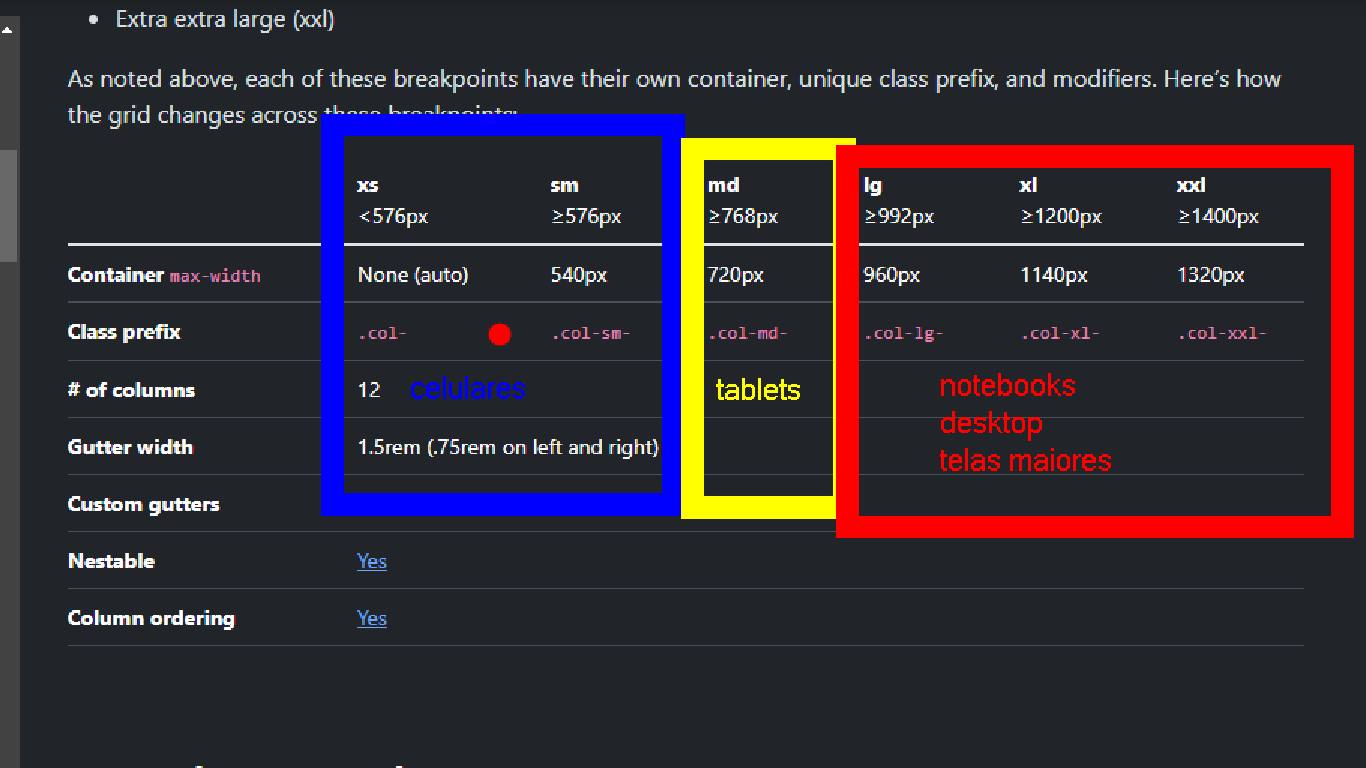 Extra extra large (xxl)
As noted above, each of these breakpoints have their own container, unique class prefix, and modifiers. Here’s how
the grid changes across these breakpoints:
xs sm md lg xl xxl
<576px ≥576px ≥768px ≥992px ≥1200px ≥1400px
Container max-width None (auto) 540px 720px 960px 1140px 1320px
Class prefix .col- .col-sm- .col-md- .col-lg- .col-xl- .col-xxl-
# of columns 12 celulares tablets notebooks
desktop
Gutter width 1.5rem (.75rem on left and right) telas maiores
Custom gutters
Nestable Yes
Column ordering Yes